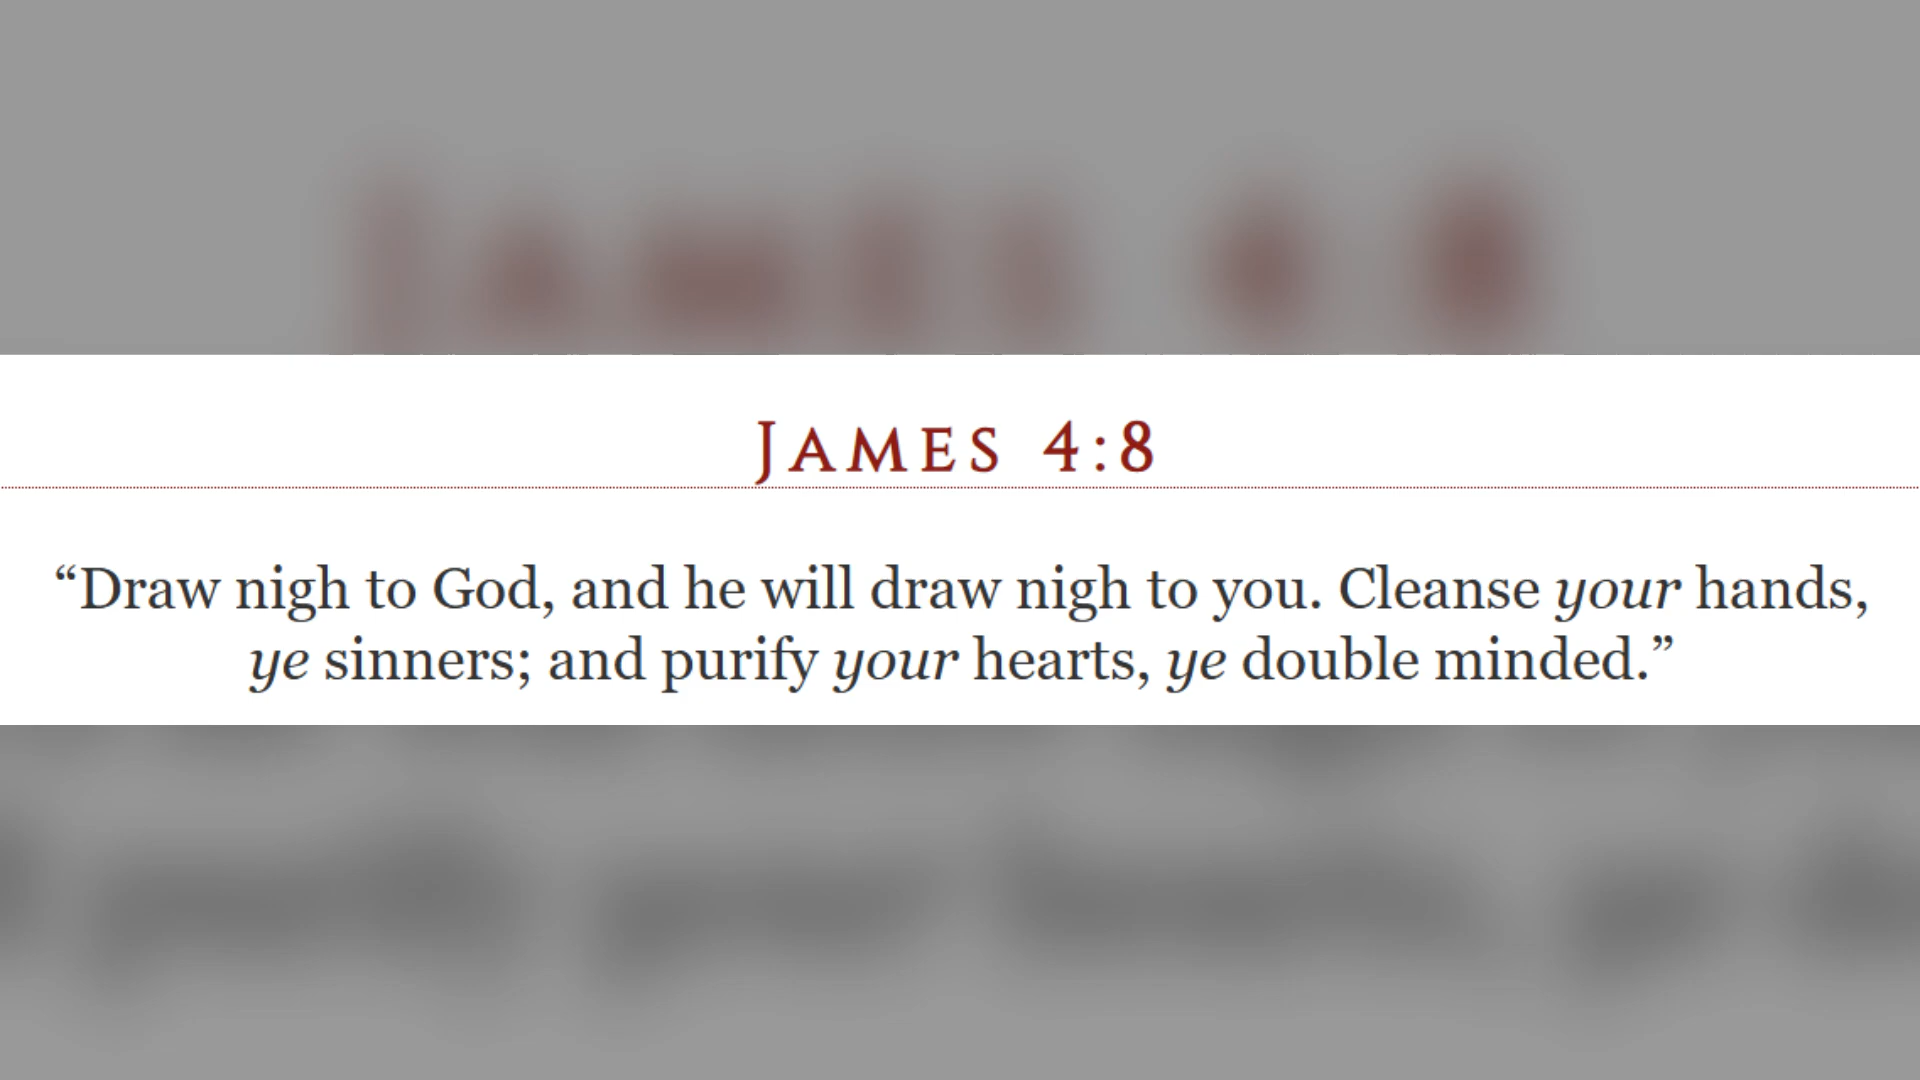 James 4:8
“Draw nigh to God, and he will draw nigh to you. Cleanse your hands,
ye sinners; and purify your hearts, ye double minded.”